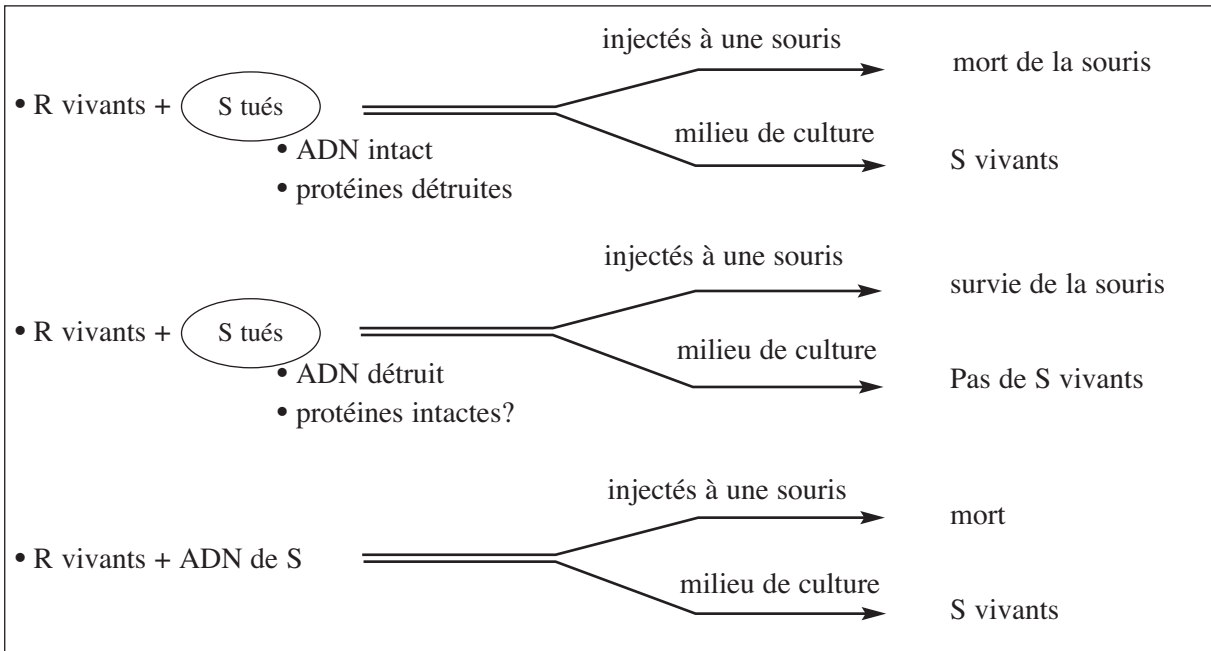 injectés à une souris
mort de la souris
• R vivants + S tués
milieu de culture
• ADN intact
S vivants
• protéines détruites
injectés à une souris
survie de la souris
• R vivants + S tués
milieu de culture
• ADN détruit
Pas de S vivants
• protéines intactes?
injectés à une souris
mort
• R vivants + ADN de S
milieu de culture
S vivants